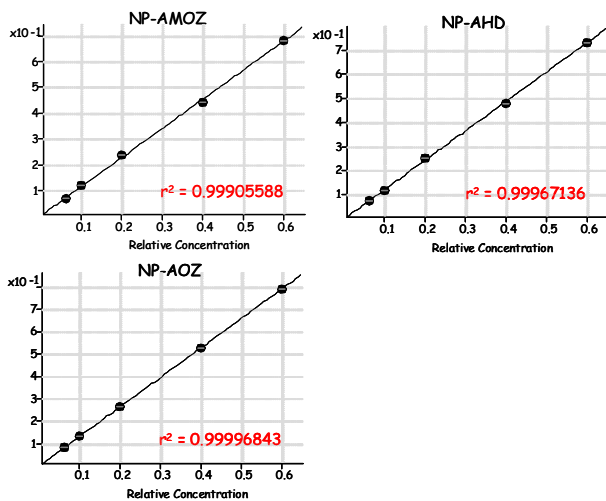 NP-AMOZ
x10 -1
6
5
4
3
2
1
r² = 0.99905588
0.1 0.2 0.3 0.4 0.5 0.6
Relative Concentration
NP-AHD
x10 -1
7
6
5
4
3
2
1
r² = 0.99967136
0.1 0.2 0.3 0.4 0.5 0.6
Relative Concentration
NP-AOZ
x10 -1
7
6
5
4
3
2
1
r² = 0.99996843
0.1 0.2 0.3 0.4 0.5 0.6
Relative Concentration